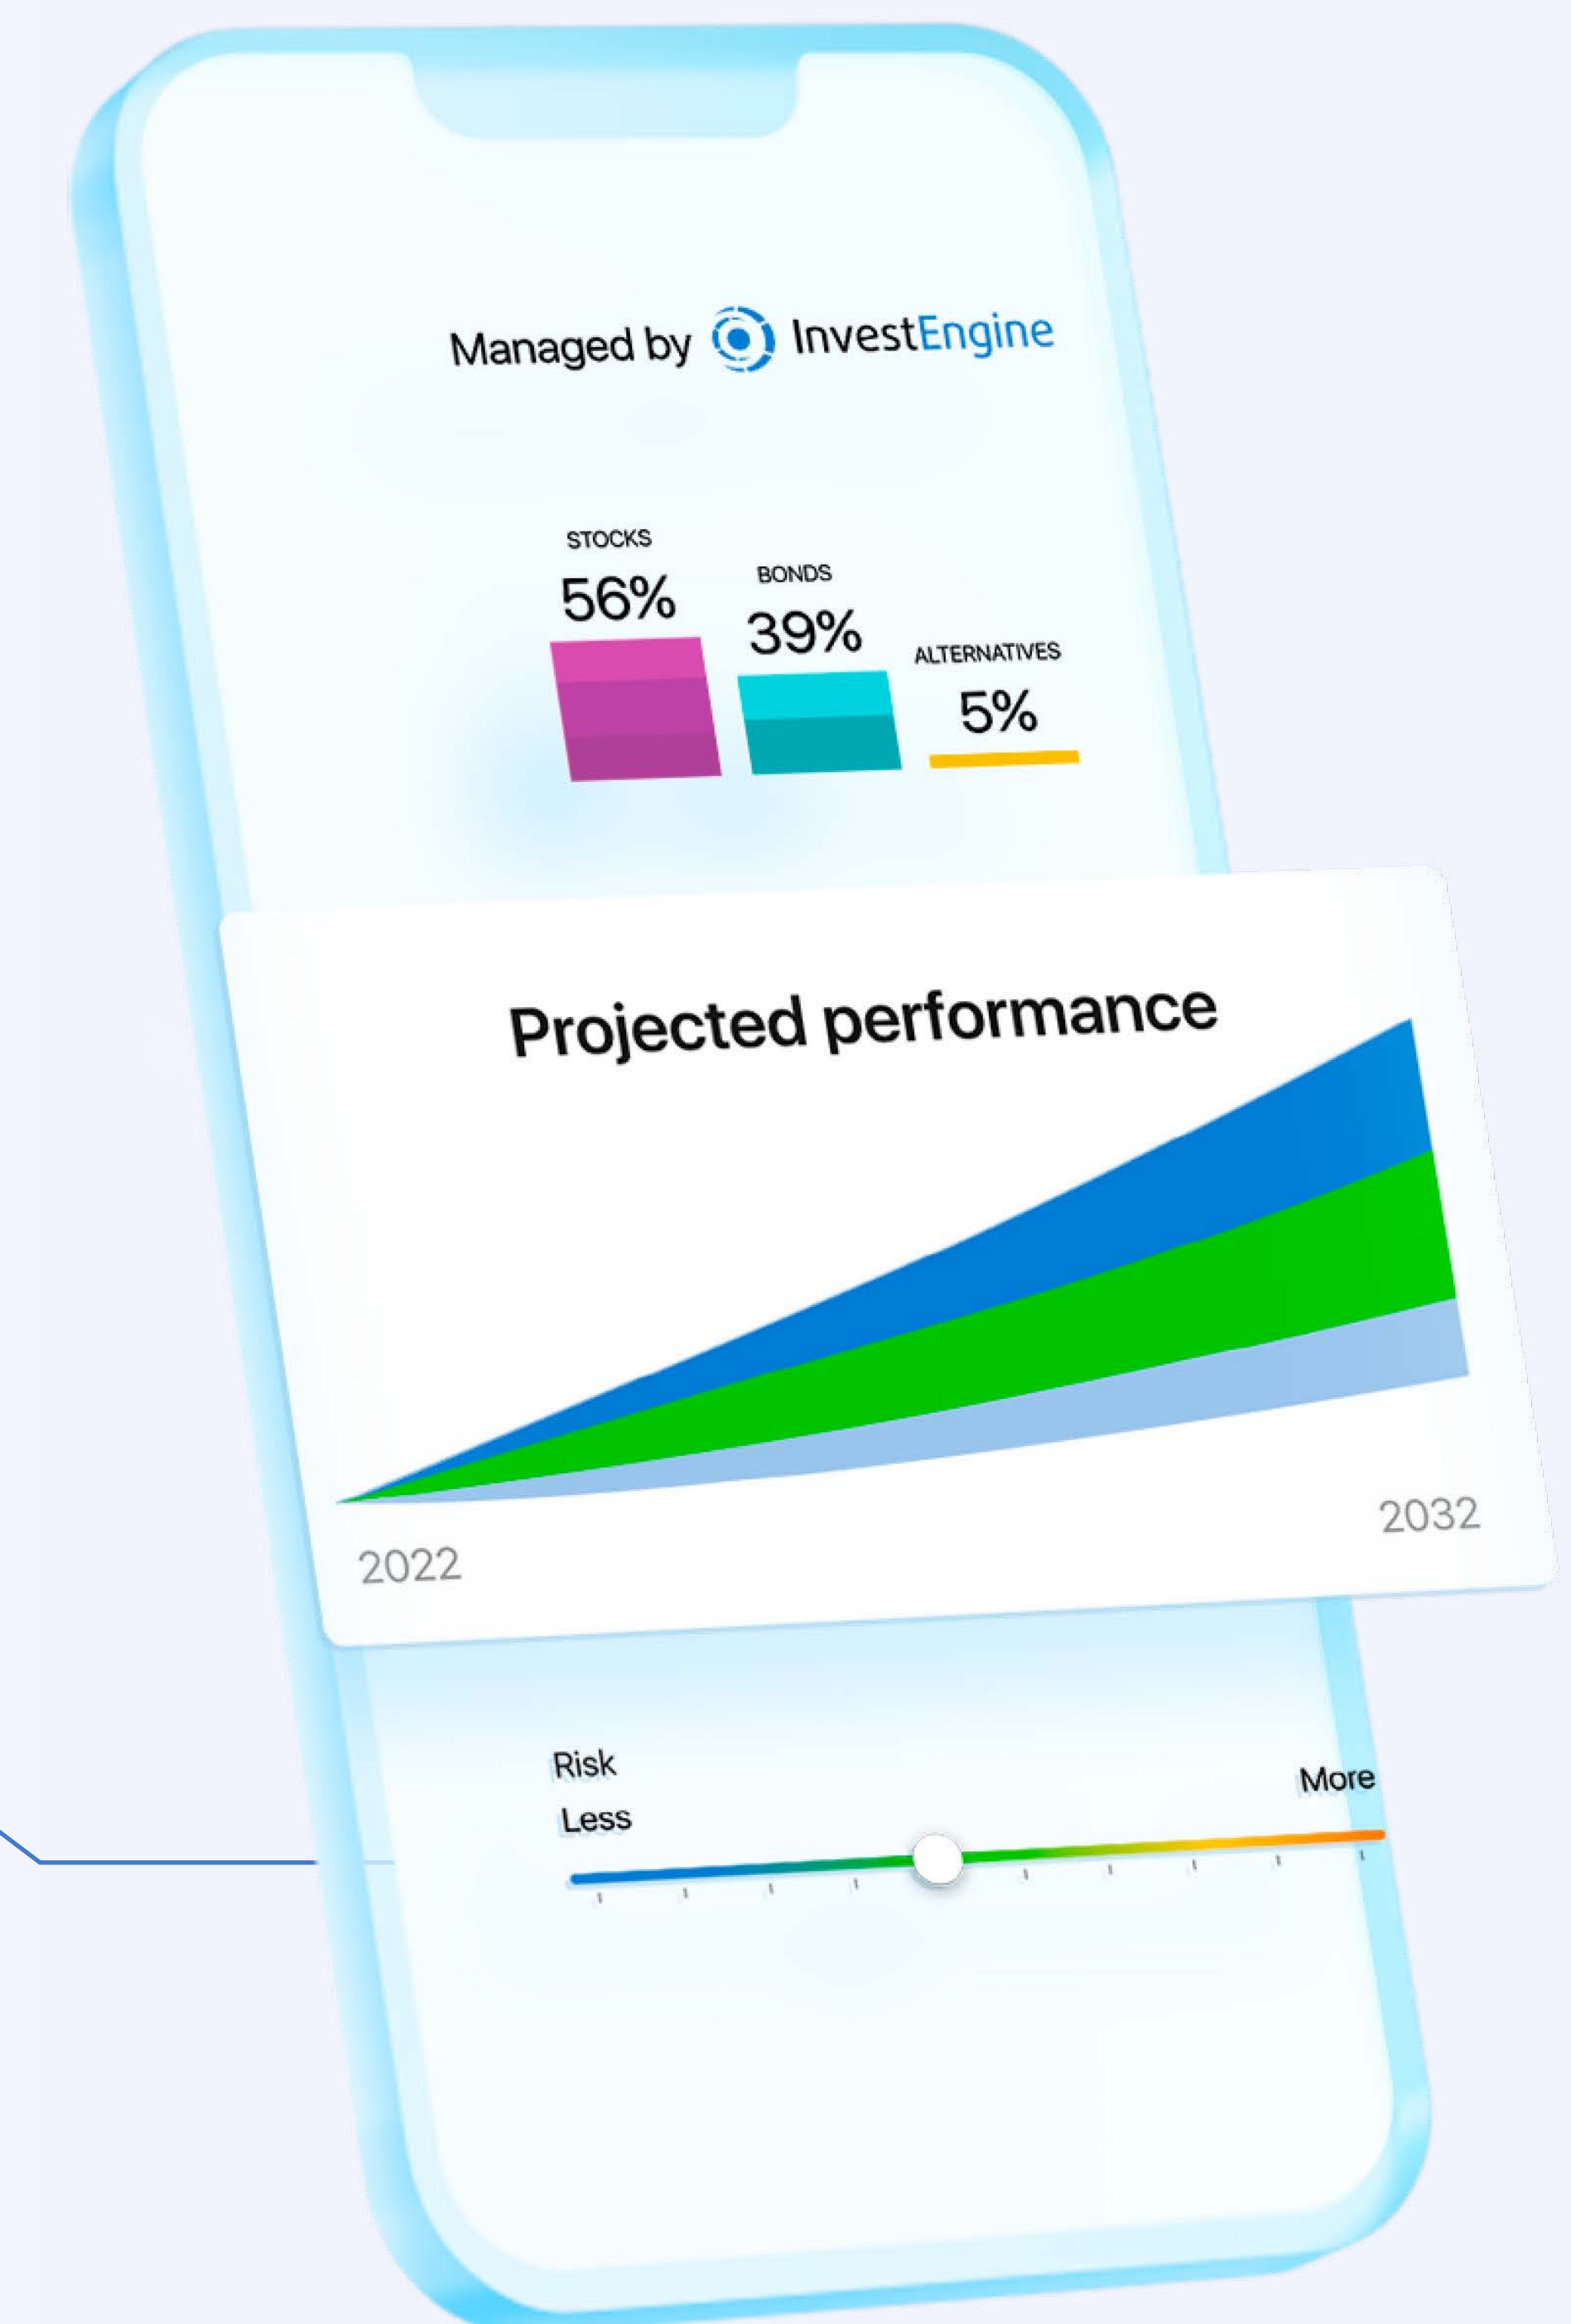 Managed by InvestEngine
STOCKS
56%
BONDS
39%
ALTERNATIVES
5%
Projected performance
2022
2032
Risk
Less
More